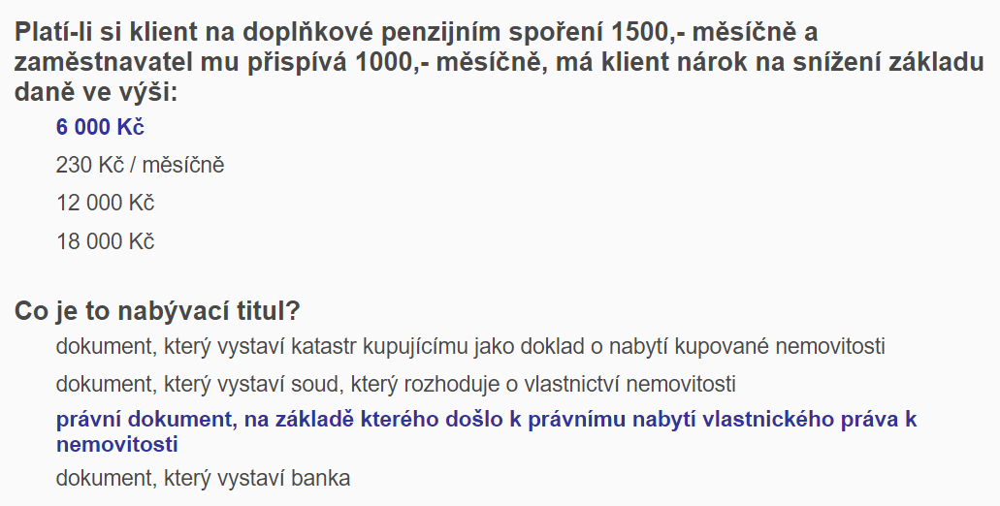 Platí-li si klient na doplňkové penzijním spoření 1500,- měsíčně a
zaměstnavatel mu přispívá 1000,- měsíčně, má klient nárok na snížení základu
daně ve výši:
6 000 Kč
230 Kč / měsíčně
12 000 Kč
18 000 Kč
Co je to nabývací titul?
dokument, který vystaví katastr kupujícímu jako doklad o nabytí kupované nemovitosti
dokument, který vystaví soud, který rozhoduje o vlastnictví nemovitosti
právní dokument, na základě kterého došlo k právnímu nabytí vlastnického práva k
nemovitosti
dokument, který vystaví banka